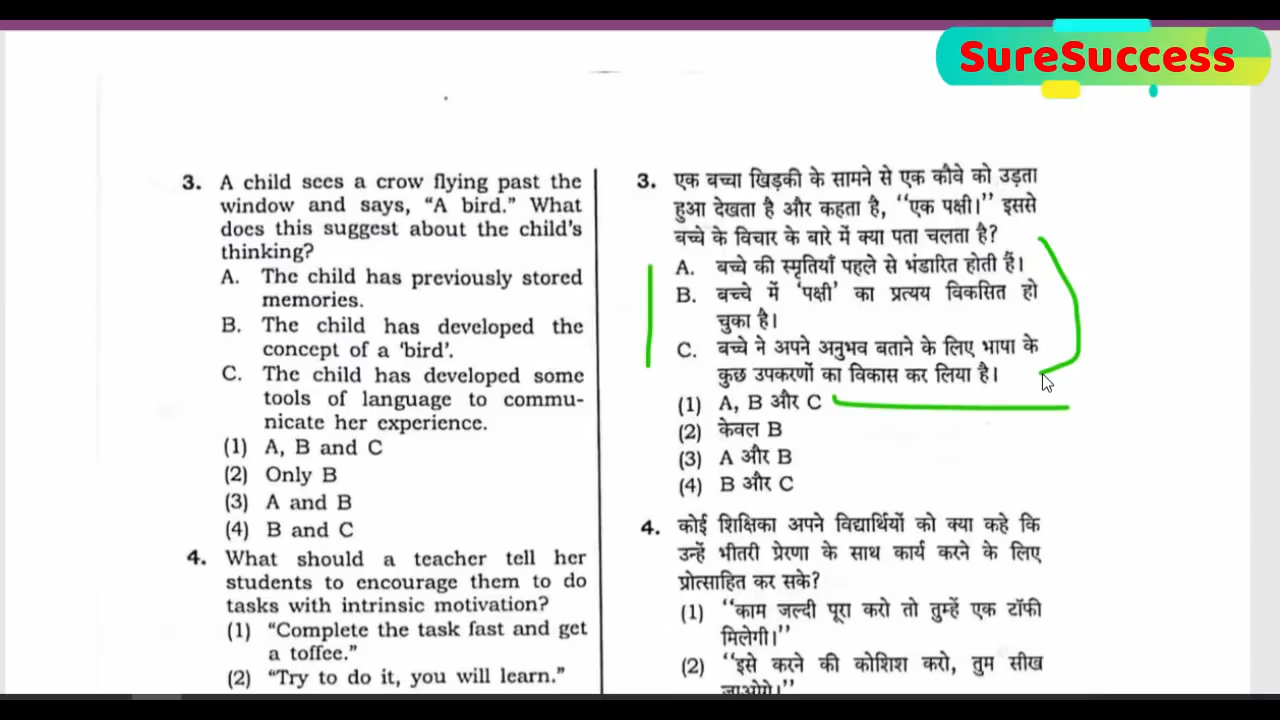 SureSuccess
3. A child sees a crow flying past the
window and says, “A bird.” What
does this suggest about the child's
thinking?
A. The child has previously stored
memories.
B. The child has developed the
concept of a ‘bird’.
C. The child has developed some
tools of language to commu-
nicate her experience.
(1) A, B and C
(2) Only B
(3) A and B
(4) B and C
4. What should a teacher tell her
students to encourage them to do
tasks with intrinsic motivation?
(1) “Complete the task fast and get
a toffee.”
(2) “Try to do it, you will learn.”
3. एक बच्चा खिड़की के सामने से एक कौवे को उड़ता
हुआ देखता है और कहता है, ‘‘एक पक्षी।’’ इससे
बच्चे के विचार के बारे में क्या पता चलता है?
A. बच्चे की स्मृतियाँ पहले से भंडारित होती हैं।
B. बच्चे में ‘पक्षी’ का प्रत्यय विकसित हो
चुका है।
C. बच्चे ने अपने अनुभव बताने के लिए भाषा के
कुछ उपकरणों का विकास कर लिया है।
(1) A, B और C
(2) केवल B
(3) A और B
(4) B और C
4. कोई शिक्षिका अपने विद्यार्थियों को क्या कहे कि
उन्हें भीतरी प्रेरणा के साथ कार्य करने के लिए
प्रोत्साहित कर सके?
(1) ‘‘काम जल्दी पूरा करो तो तुम्हें एक टॉफी
मिलेगी।’’
(2) ‘‘इसे करने की कोशिश करो, तुम सीख
जाओगे।’’